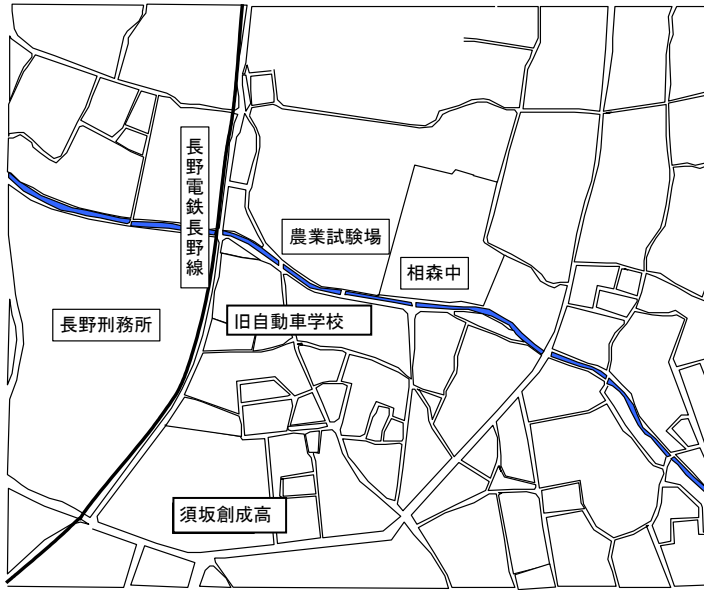 長野電鉄長野線
農業試験場
相森中
長野刑務所
旧自動車学校
須坂創成高